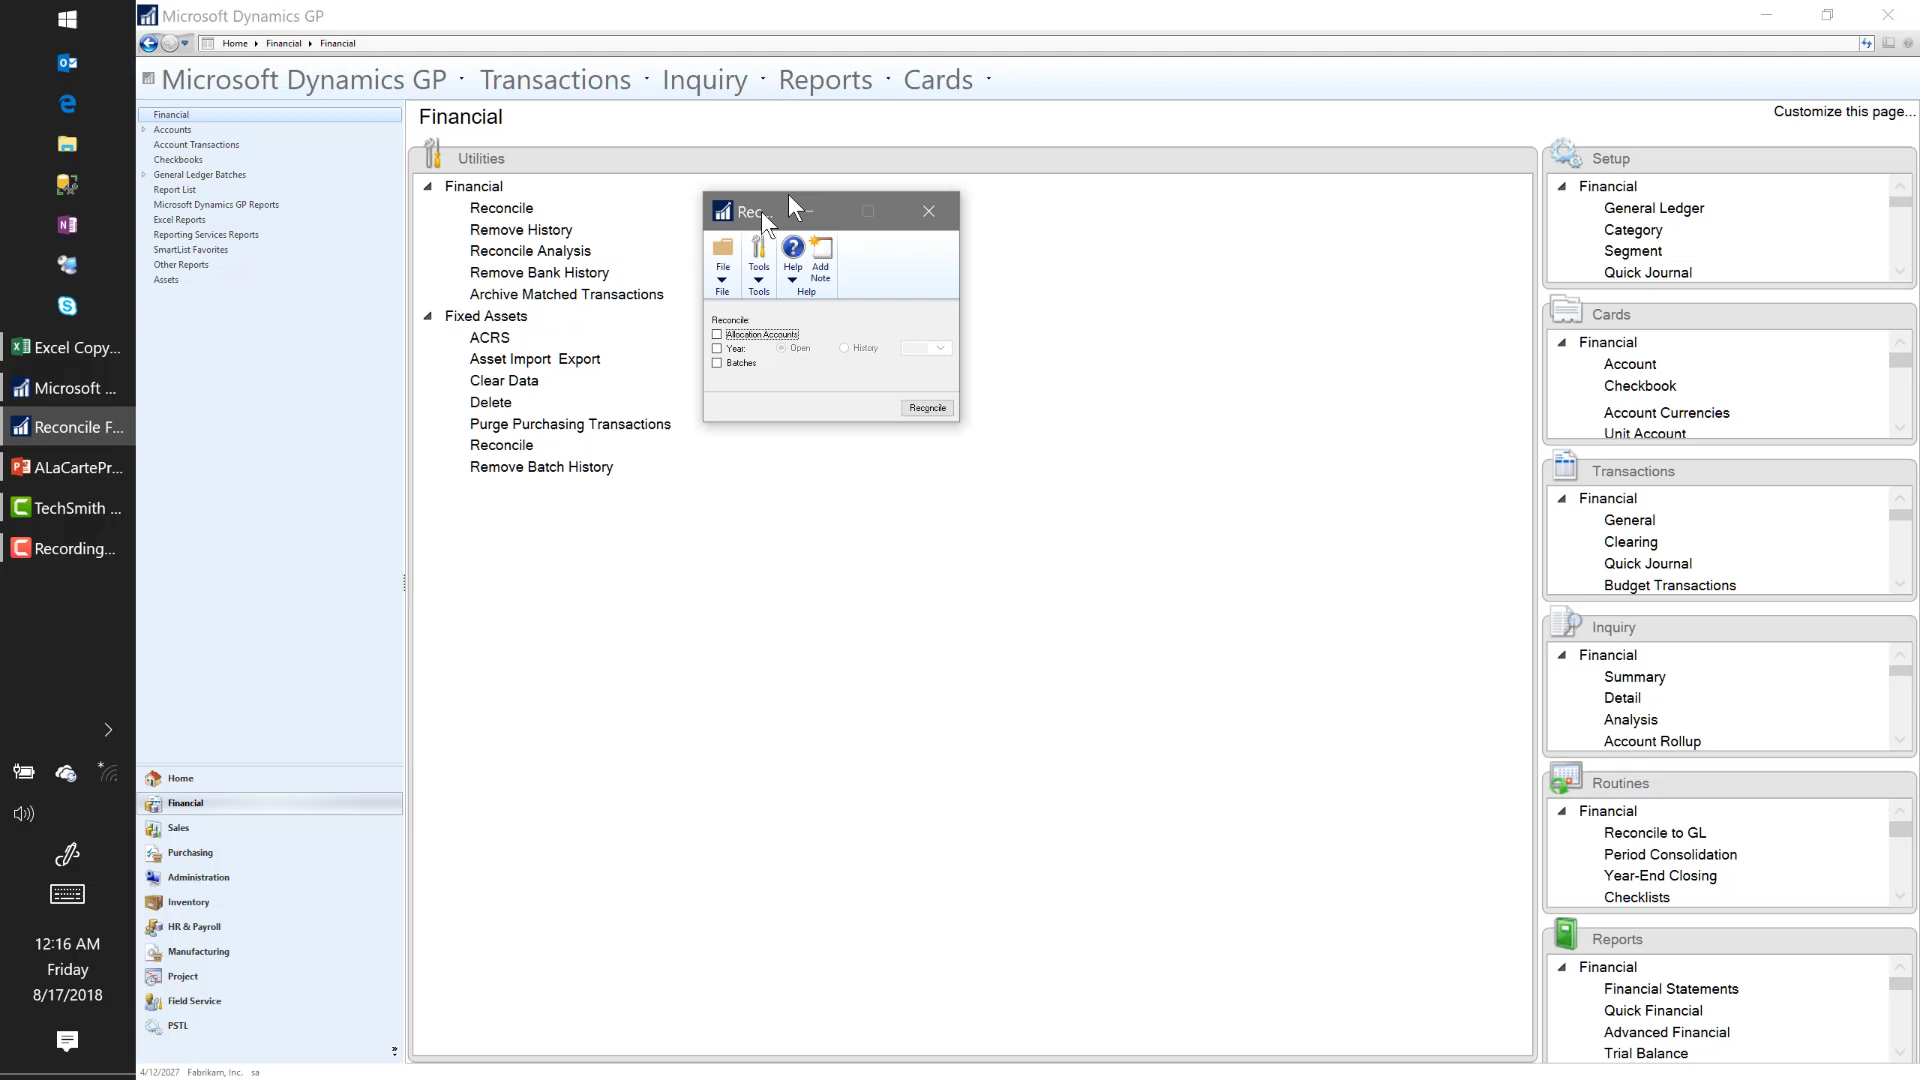 Microsoft Dynamics GP
Home Financial Financial
Microsoft Dynamics GP Transactions Inquiry Reports Cards
Financial
Accounts
Account Transactions
Checkbooks
General Ledger Batches
Report List
Microsoft Dynamics GP Reports
Excel Reports
Reporting Services Reports
SmartList Favorites
Other Reports
Assets
Home
Financial
Sales
Purchasing
Administration
Inventory
HR & Payroll
Manufacturing
Project
Field Service
PSTL
4/12/2027 Fabrikam, Inc. sa
Excel Copy...
Microsoft ...
Reconcile F...
ALaCartePr...
TechSmith ...
Recording...
12:16 AM
Friday
8/17/2018
Financial
Customize this page...
Utilities
Financial
Reconcile
Remove History
Reconcile Analysis
Remove Bank History
Archive Matched Transactions
Fixed Assets
ACRS
Asset Import Export
Clear Data
Delete
Purge Purchasing Transactions
Reconcile
Remove Batch History
Rec...
File
Tools
Help
Add Note
File
Tools
Help
Reconcile:
Allocation Accounts
Year: Open History
Batches
Reconcile
Setup
Financial
General Ledger
Category
Segment
Quick Journal
Cards
Financial
Account
Checkbook
Account Currencies
Unit Account
Transactions
Financial
General
Clearing
Quick Journal
Budget Transactions
Inquiry
Financial
Summary
Detail
Analysis
Account Rollup
Routines
Financial
Reconcile to GL
Period Consolidation
Year-End Closing
Checklists
Reports
Financial
Financial Statements
Quick Financial
Advanced Financial
Trial Balance